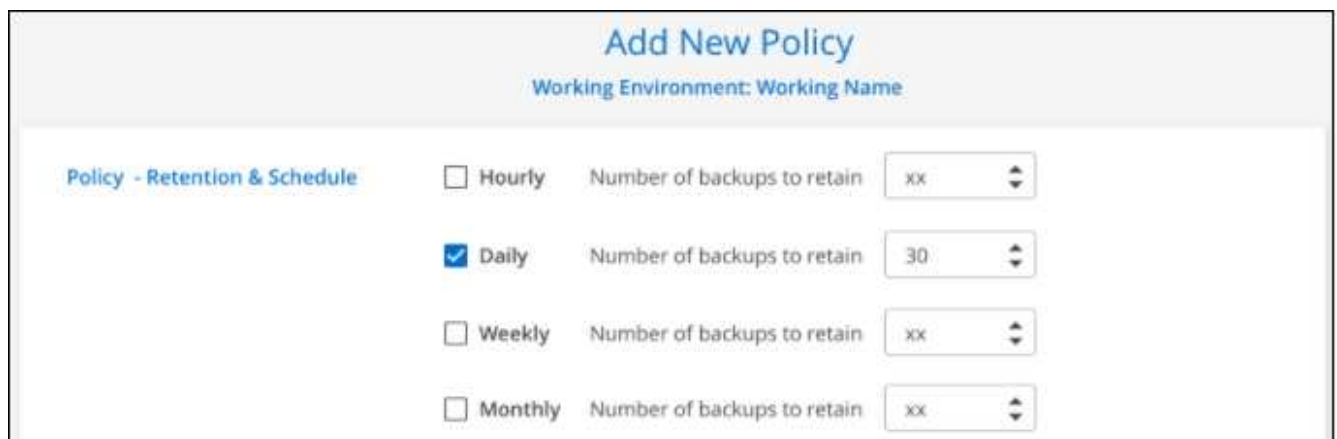 Add New Policy
Working Environment: Working Name
Policy - Retention & Schedule
Hourly Number of backups to retain xx
Daily Number of backups to retain 30
Weekly Number of backups to retain xx
Monthly Number of backups to retain xx